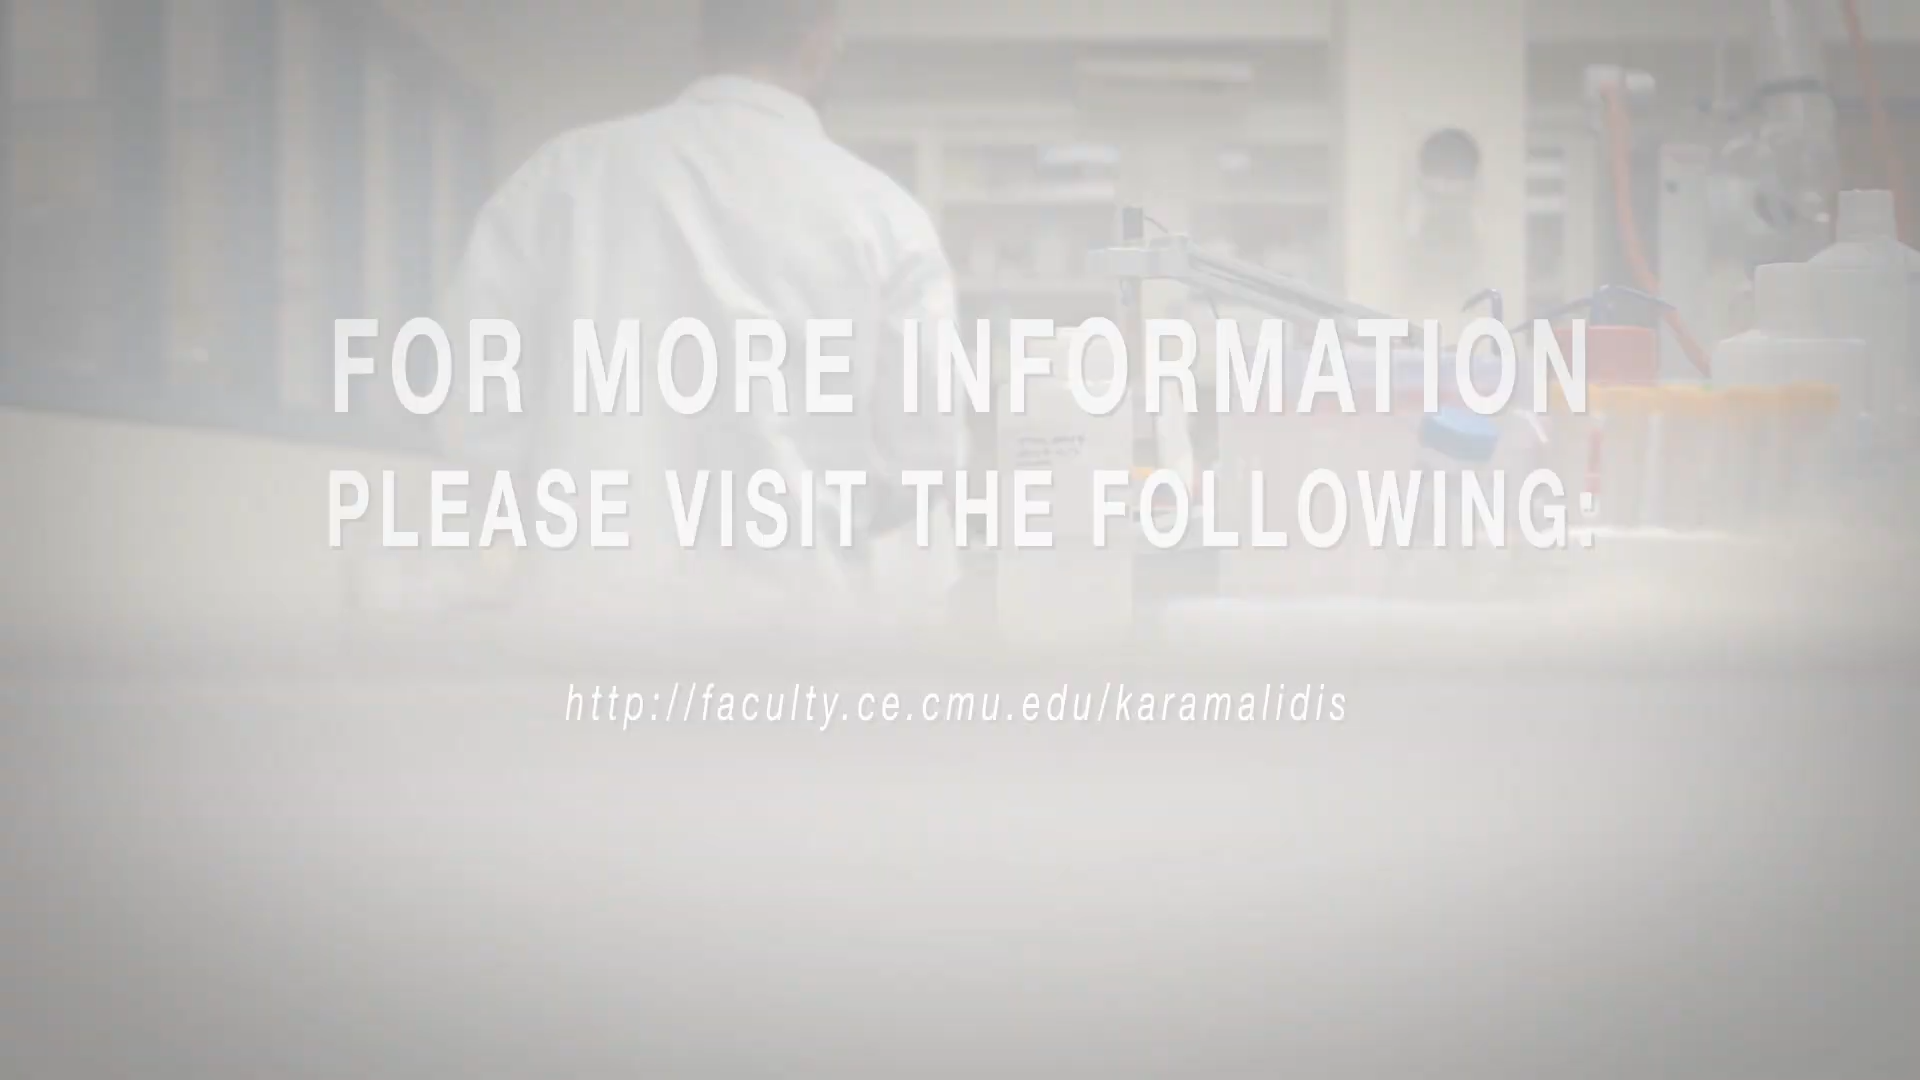 FOR MORE INFORMATION
PLEASE VISIT THE FOLLOWING:
http://faculty.ce.cmu.edu/karamalidis